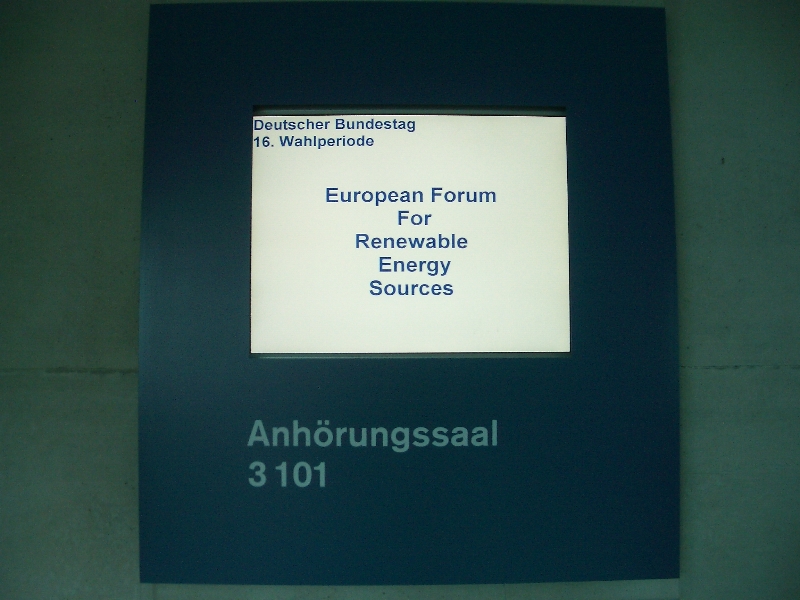 Deutscher Bundestag
16. Wahlperiode
European Forum
For
Renewable
Energy
Sources
Anhörungssaal
3 101